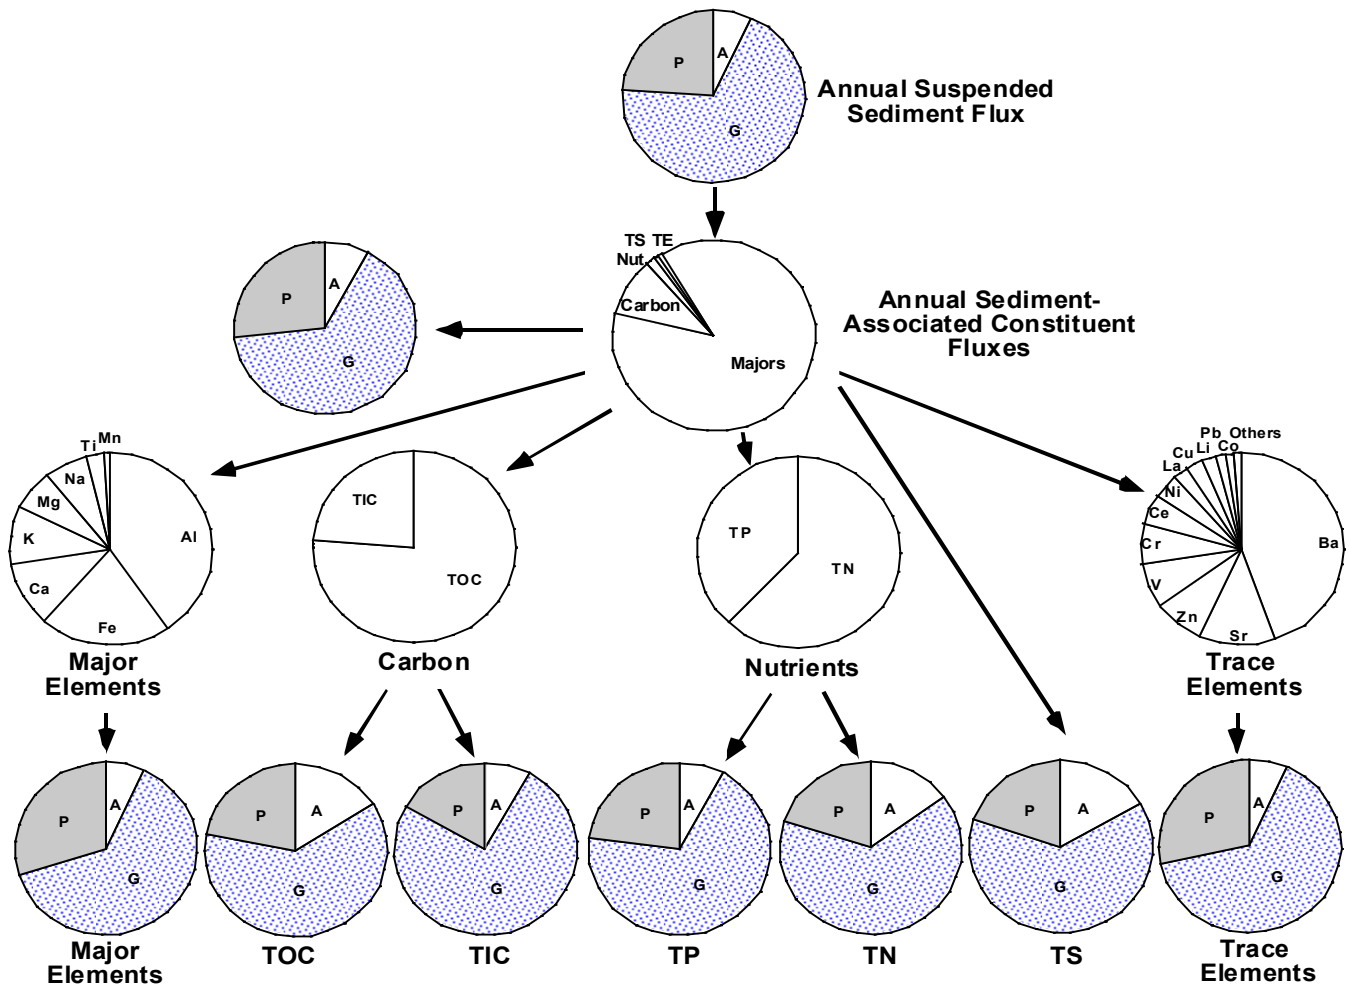 P
A
G
Annual Suspended
Sediment Flux
TS TE
Nut.
Carbon
Majors
Annual Sediment-
Associated Constituent
Fluxes
P
A
G
Ti
Mn
Na
Mg
K
Ca
Fe
Al
Major
Elements
TIC
TOC
Carbon
TP
TN
Nutrients
Pb
Others
Cu
Li
Co
La
Ni
Ce
Cr
V
Zn
Sr
Ba
Trace
Elements
P
A
G
Major
Elements
P
A
G
TOC
P
A
G
TIC
P
A
G
TP
P
A
G
TN
P
A
G
TS
P
A
G
Trace
Elements